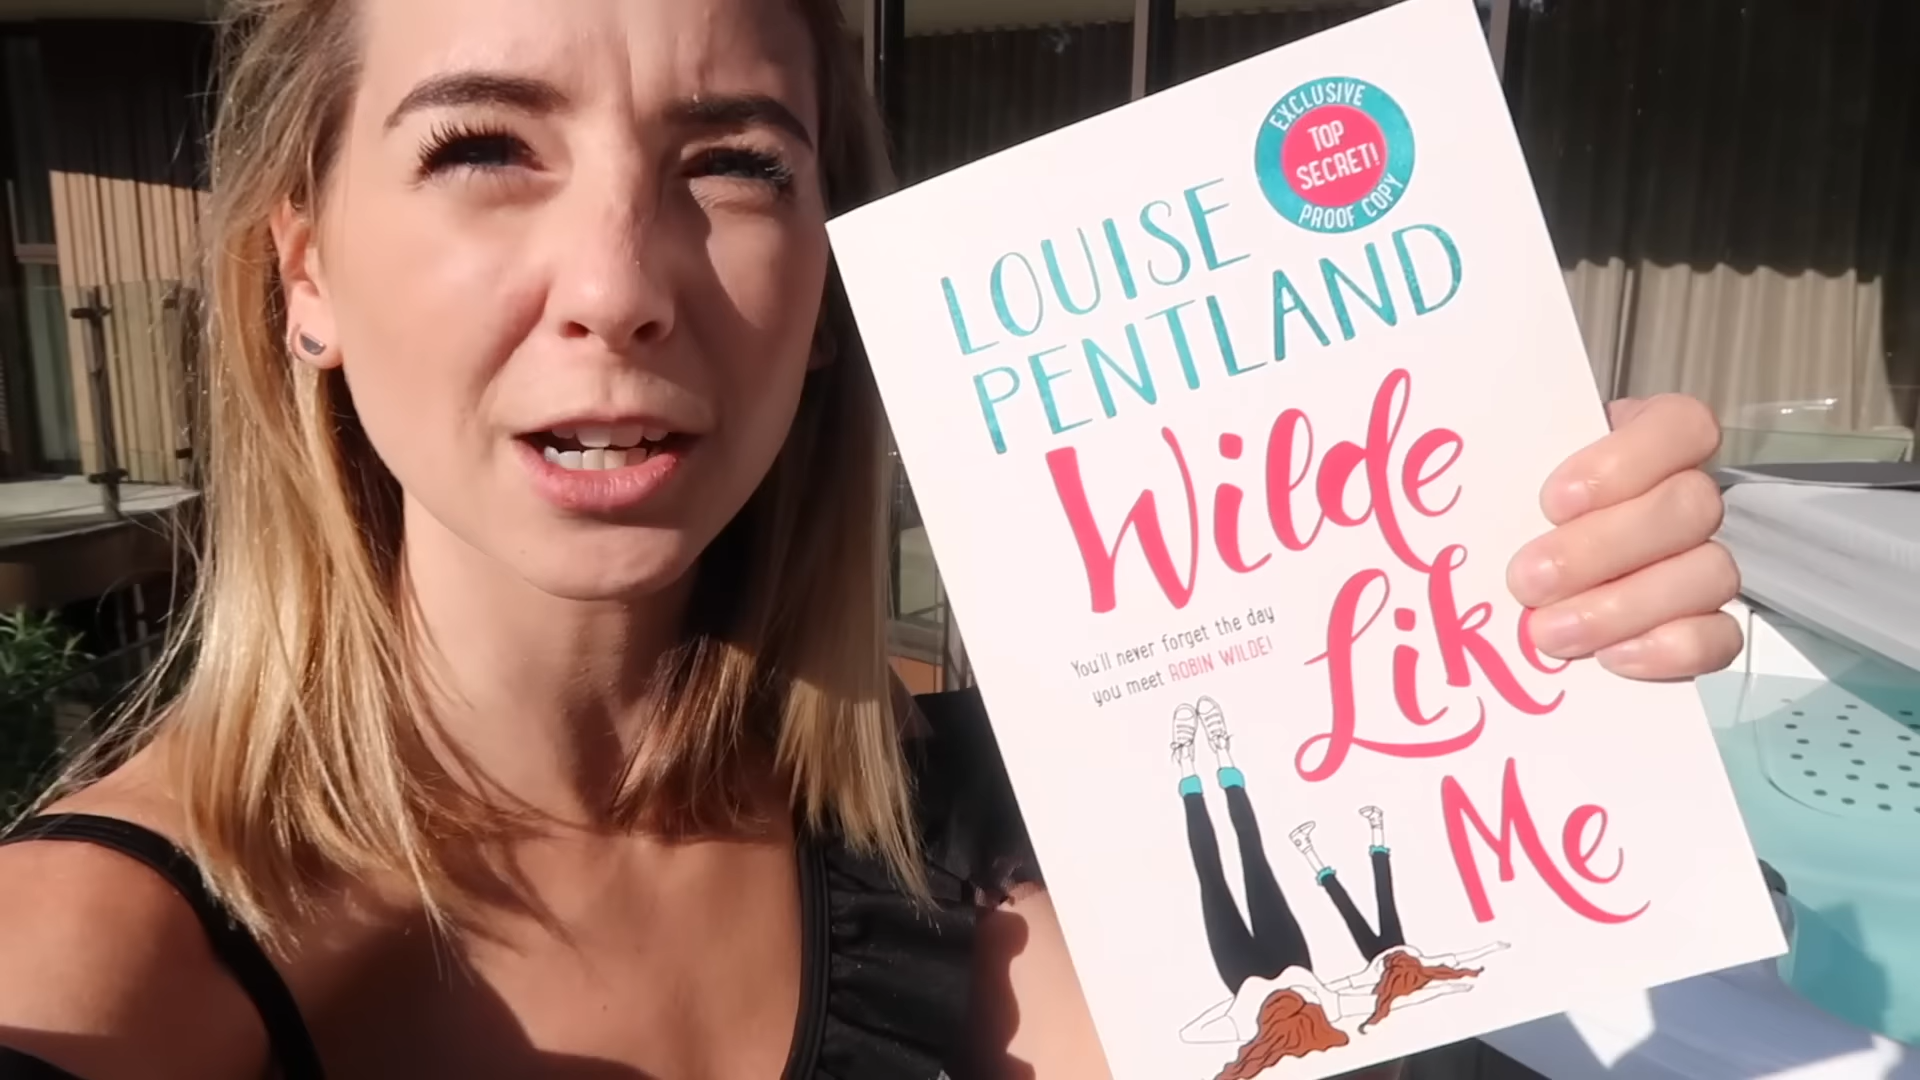 EXCLUSIVE
TOP
SECRET!
PROOF COPY
LOUISE
PENTLAND
Wilde
Like
Me
You'll never forget the day
you meet ROBIN WILDE!